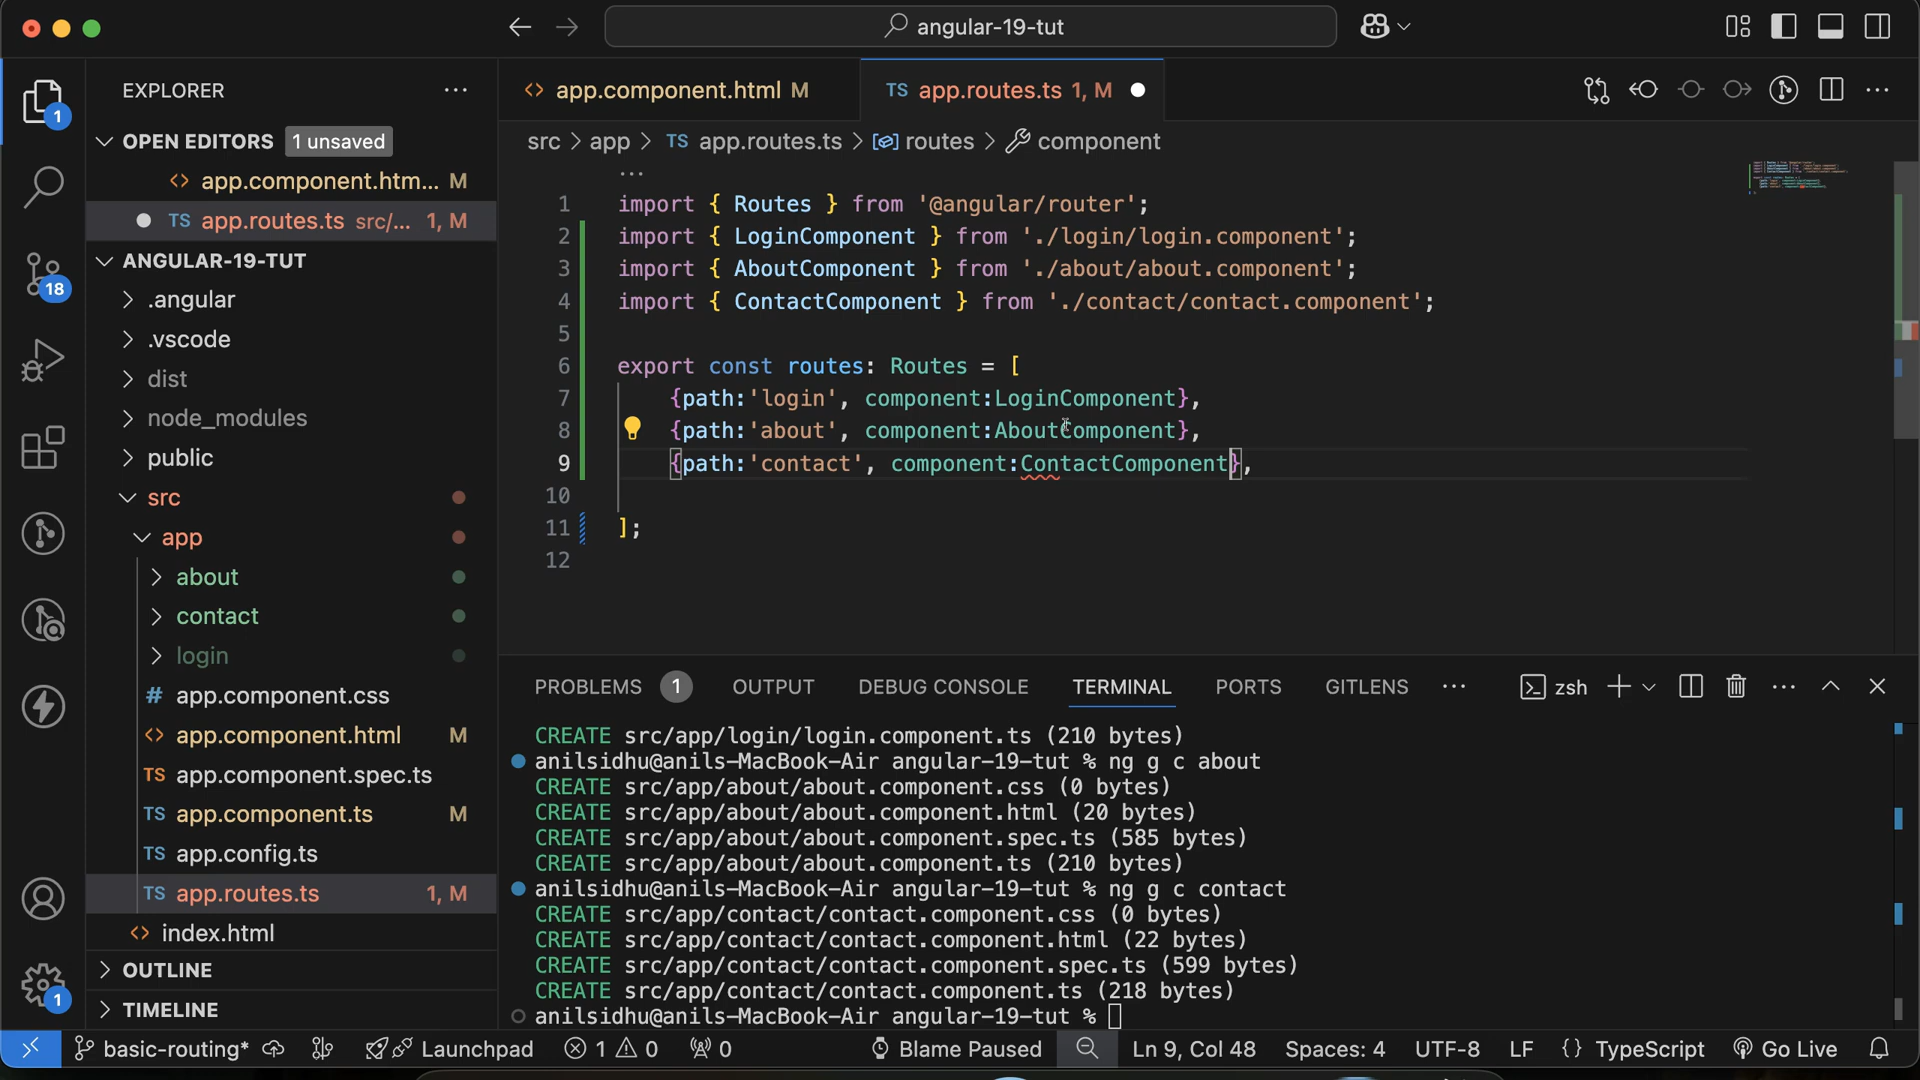 angular-19-tut
EXPLORER
OPEN EDITORS 1 unsaved
app.component.htm... M
TS app.routes.ts src/... 1, M
ANGULAR-19-TUT
.angular
.vscode
dist
node_modules
public
src
app
about
contact
login
# app.component.css
<> app.component.html M
TS app.component.spec.ts
TS app.component.ts M
TS app.config.ts
TS app.routes.ts 1, M
<> index.html
OUTLINE
TIMELINE
1
18
1
<> app.component.html M
TS app.routes.ts 1, M
src > app > TS app.routes.ts > routes > component
...
1 import { Routes } from '@angular/router';
2 import { LoginComponent } from './login/login.component';
3 import { AboutComponent } from './about/about.component';
4 import { ContactComponent } from './contact/contact.component';
5
6 export const routes: Routes = [
7 {path:'login', component:LoginComponent},
8 {path:'about', component:AboutComponent},
9 {path:'contact', component:ContactComponent},
10
11 ];
12
PROBLEMS 1 OUTPUT DEBUG CONSOLE TERMINAL PORTS GITLENS ... zsh
CREATE src/app/login/login.component.ts (210 bytes)
anilsidhu@anils-MacBook-Air angular-19-tut % ng g c about
CREATE src/app/about/about.component.css (0 bytes)
CREATE src/app/about/about.component.html (20 bytes)
CREATE src/app/about/about.component.spec.ts (585 bytes)
CREATE src/app/about/about.component.ts (210 bytes)
anilsidhu@anils-MacBook-Air angular-19-tut % ng g c contact
CREATE src/app/contact/contact.component.css (0 bytes)
CREATE src/app/contact/contact.component.html (22 bytes)
CREATE src/app/contact/contact.component.spec.ts (599 bytes)
CREATE src/app/contact/contact.component.ts (218 bytes)
anilsidhu@anils-MacBook-Air angular-19-tut %
basic-routing* Launchpad 1 0 0 Blame Paused Ln 9, Col 48 Spaces: 4 UTF-8 LF {} TypeScript Go Live